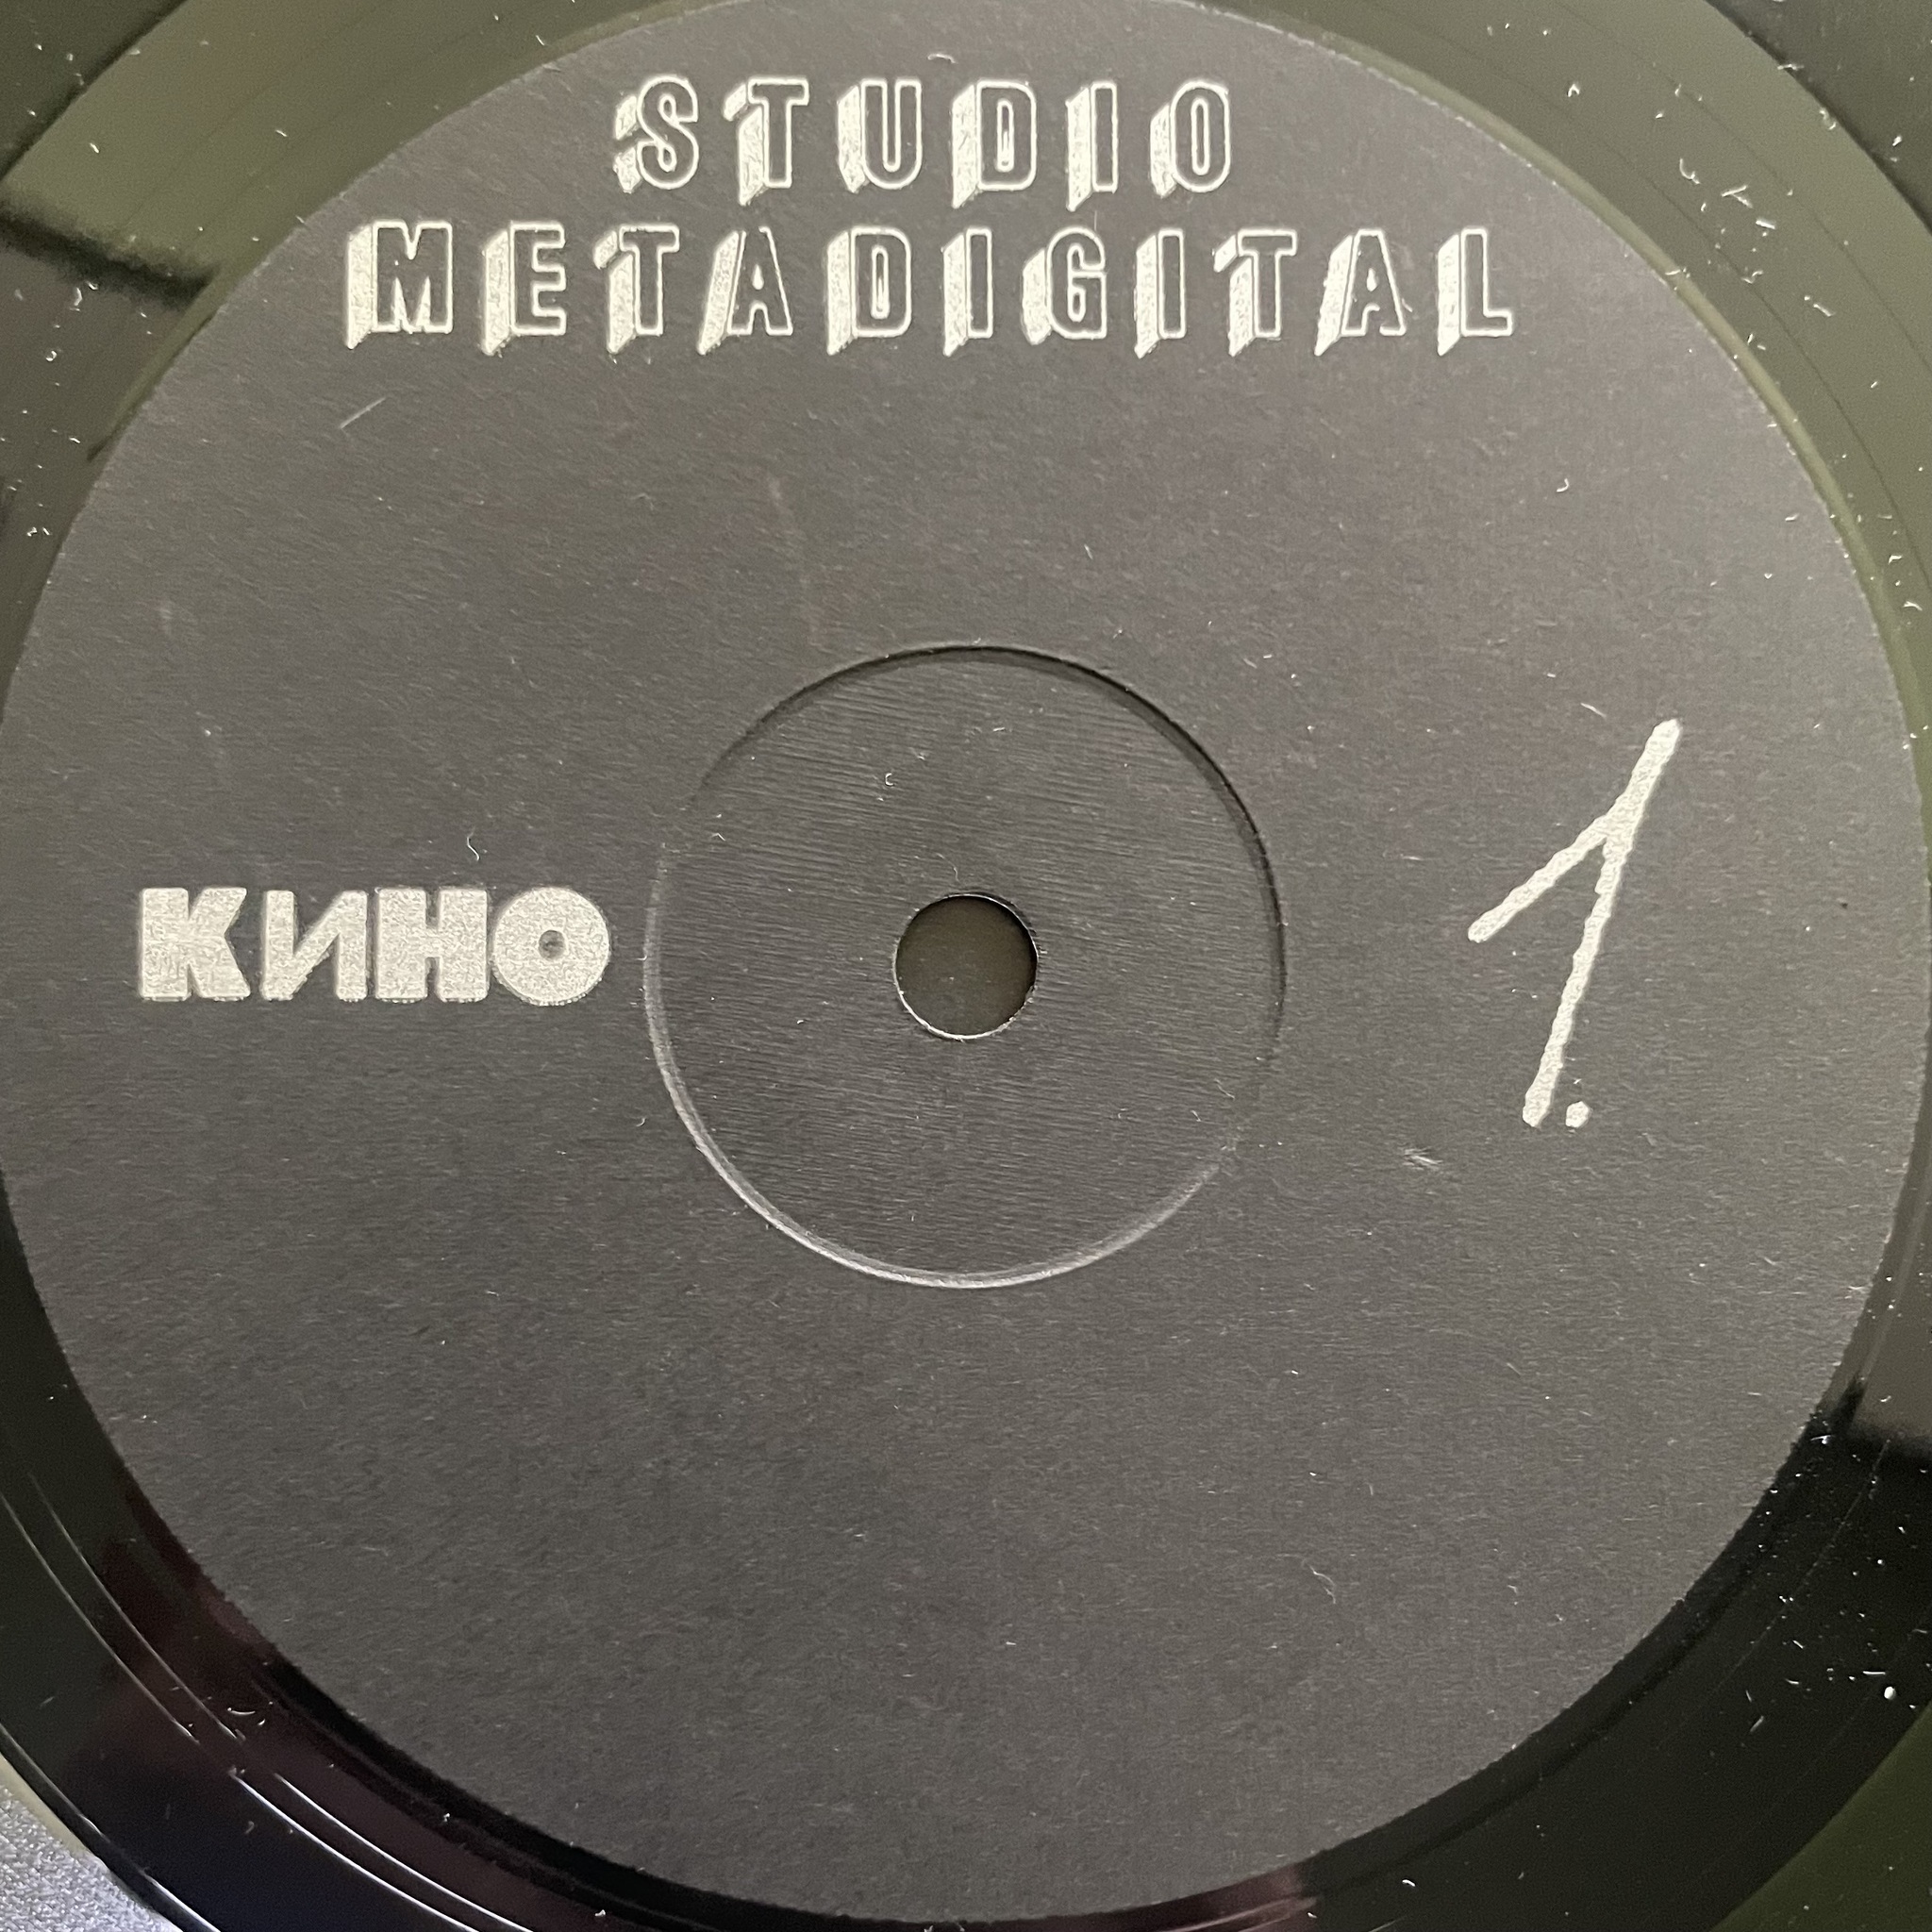 STUDIO
METADIGITAL
КИНО
1.